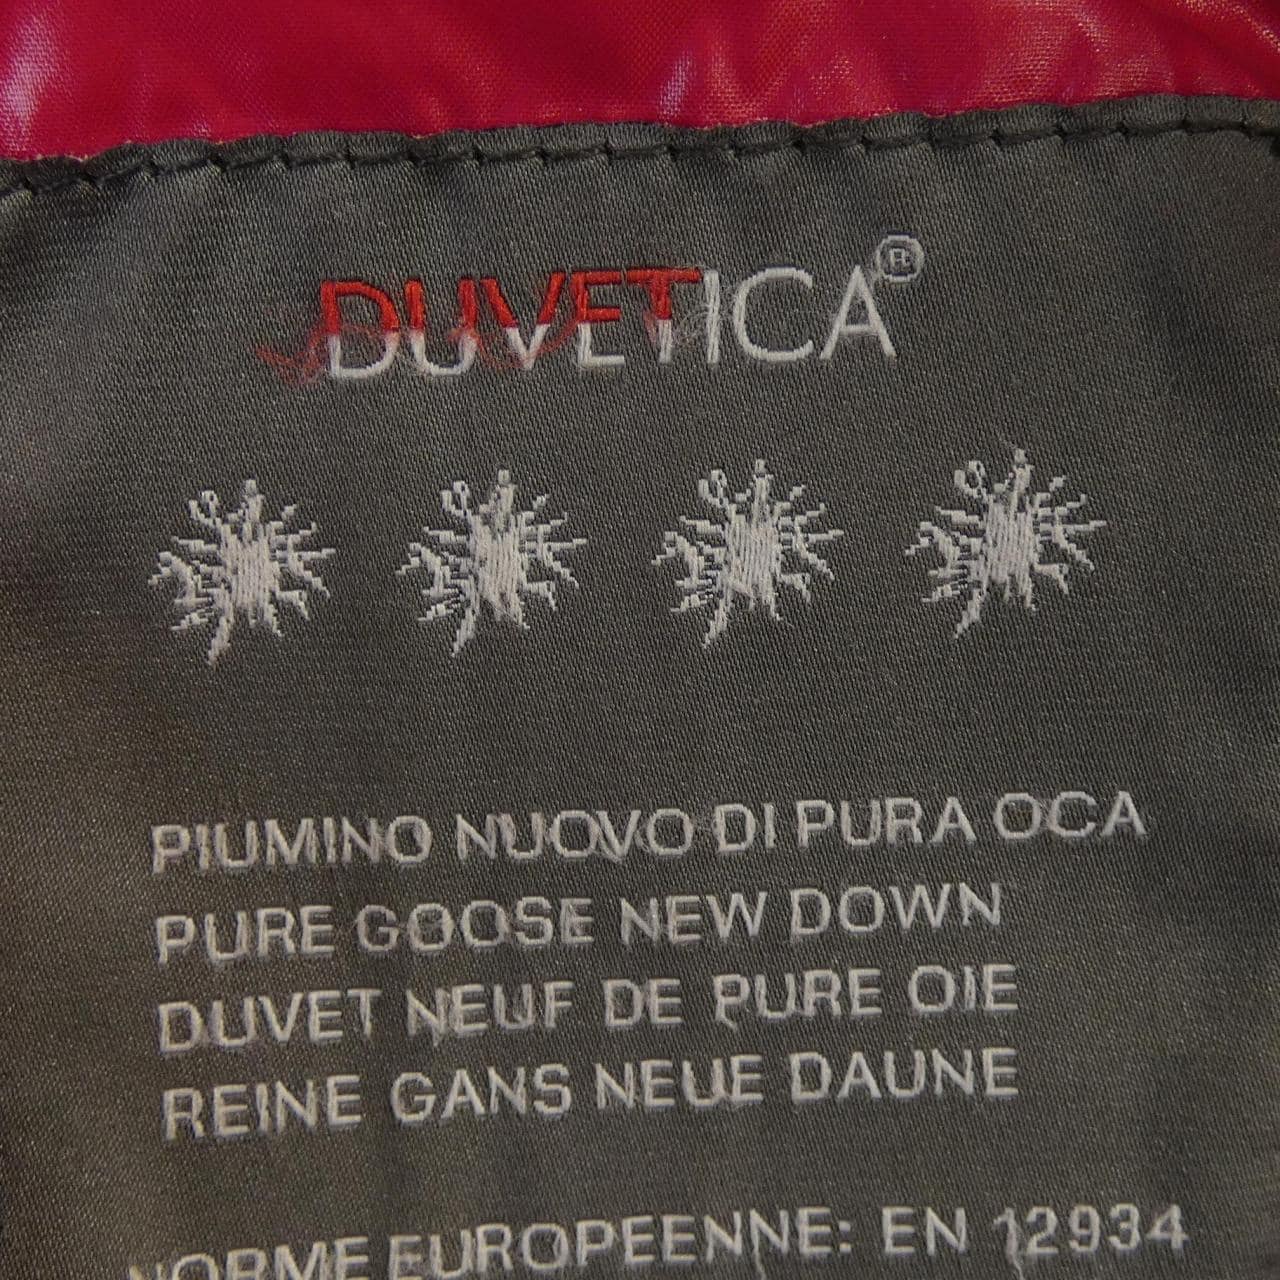 DUVETICA®
PIUMINO NUOVO DI PURA OCA
PURE GOOSE NEW DOWN
DUVET NEUF DE PURE OIE
REINE GANS NEUE DAUNE
NORME EUROPEENNE: EN 12934